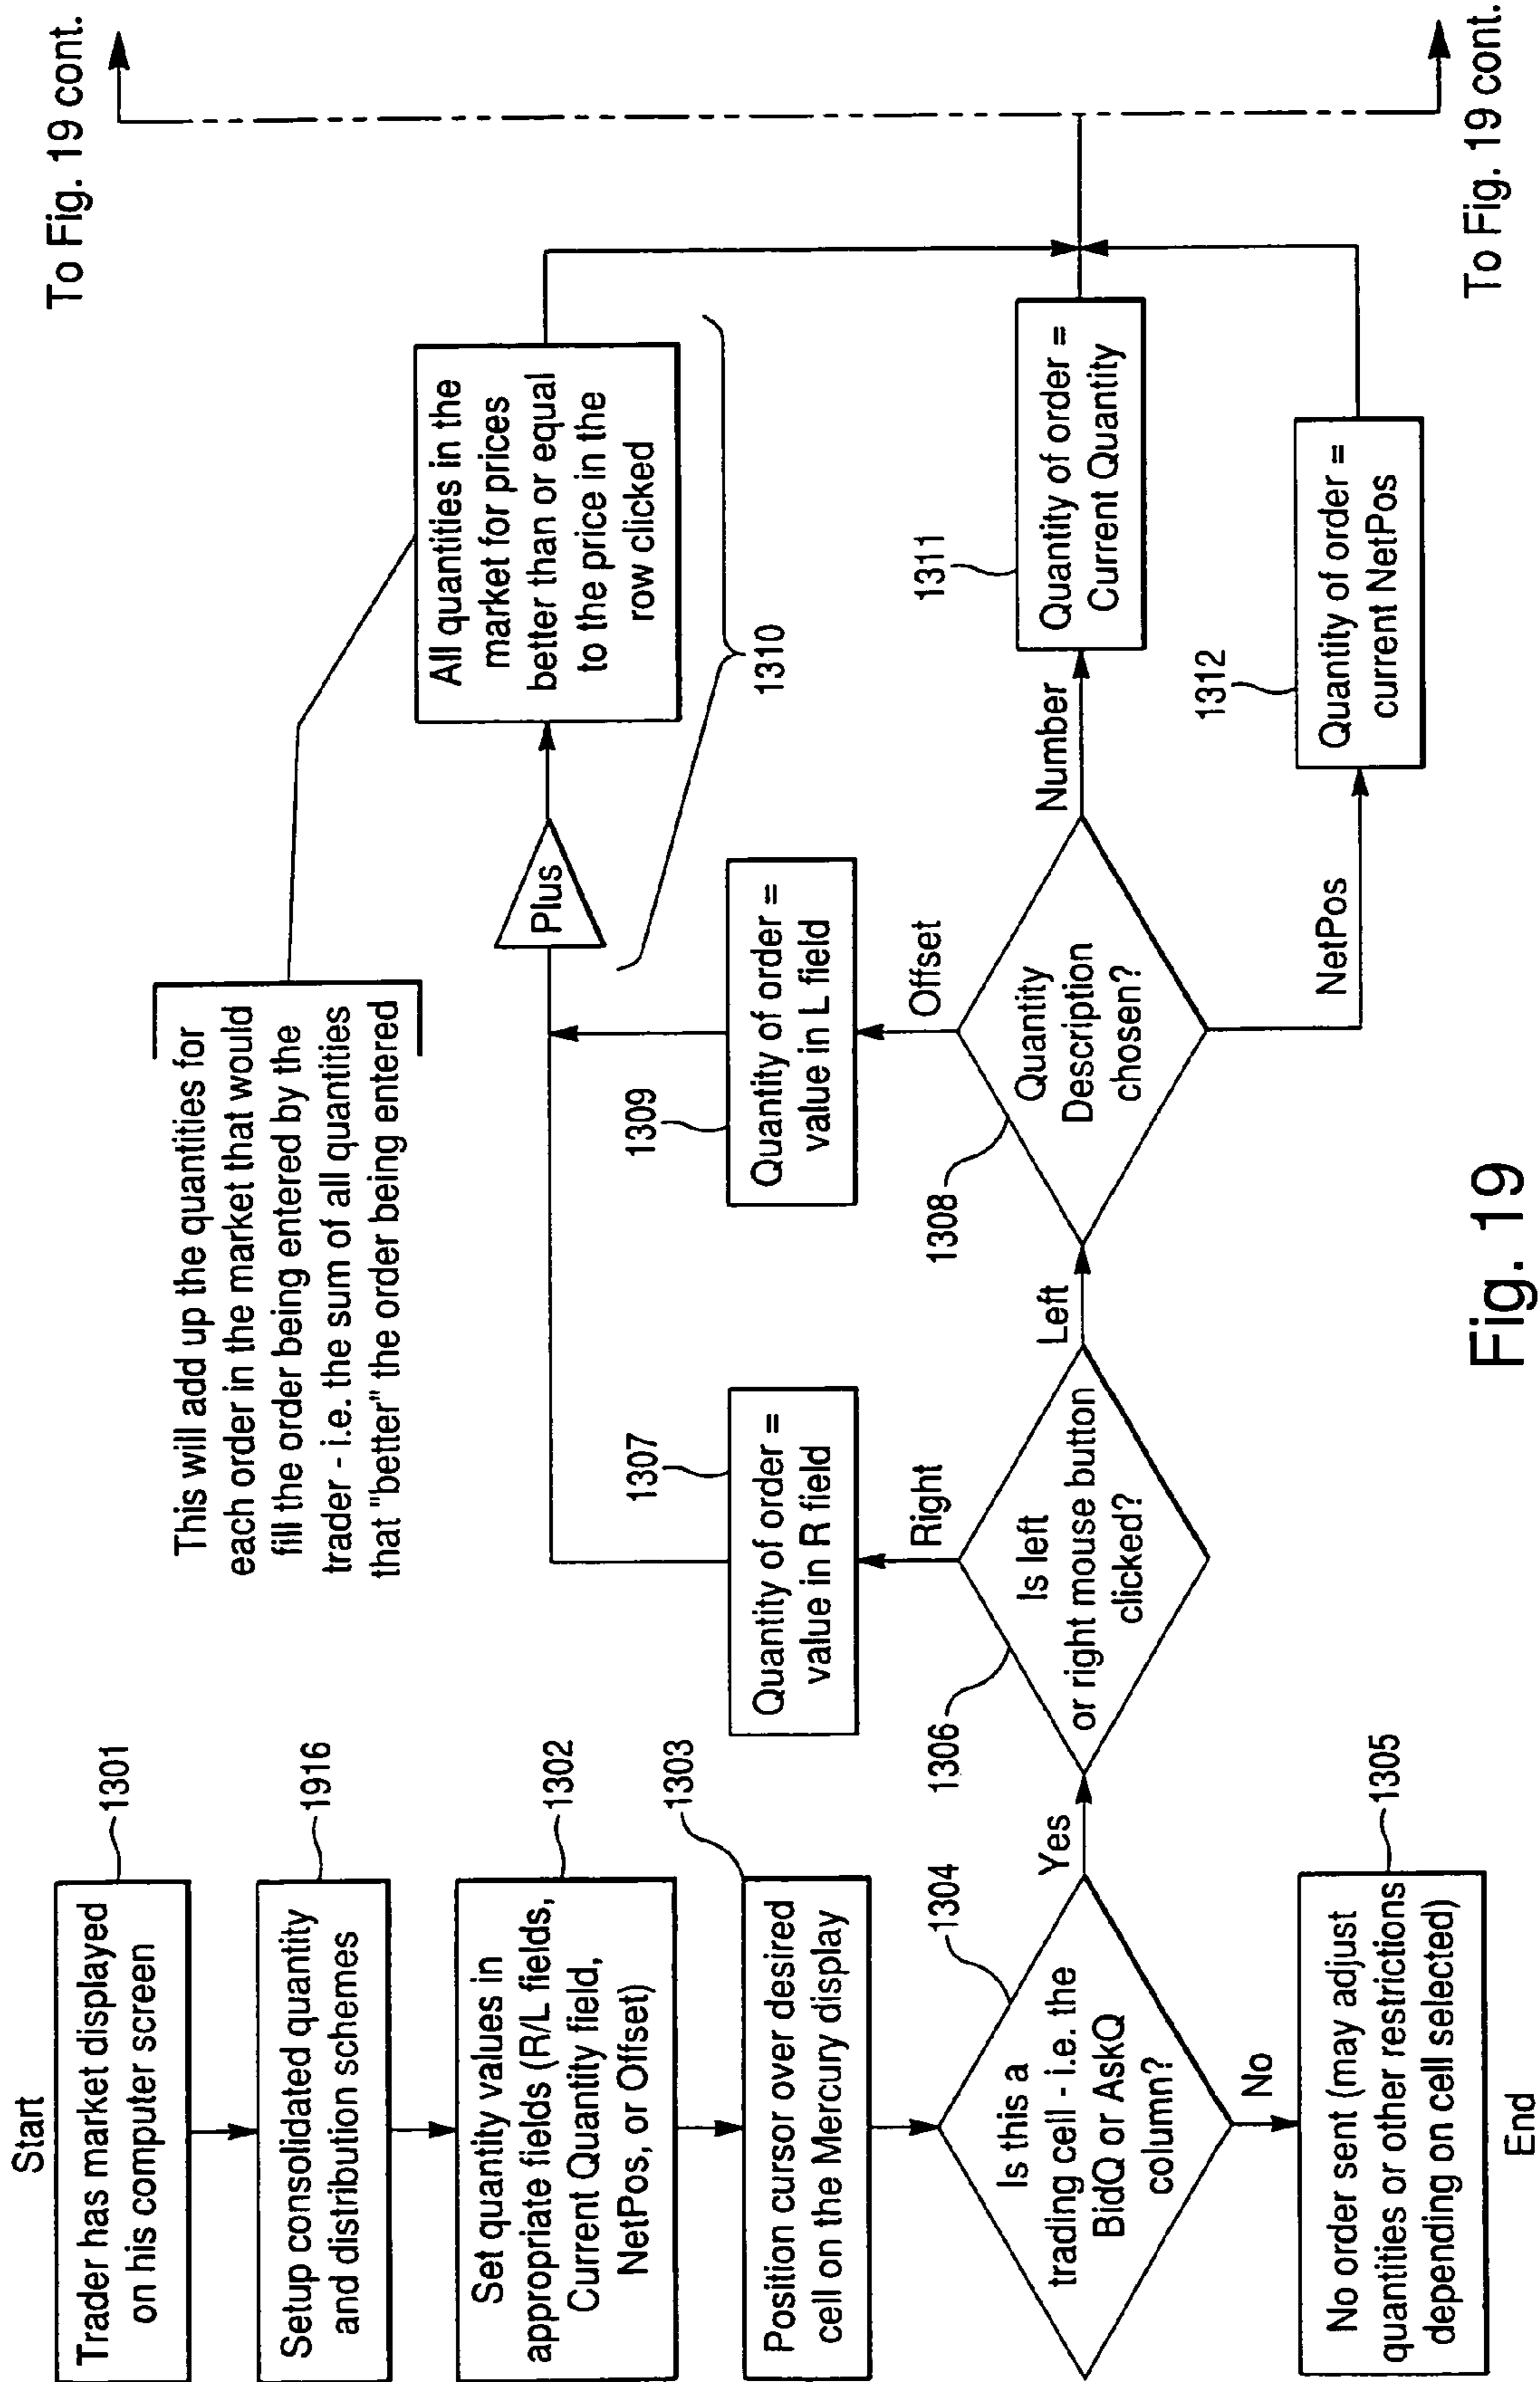 Start
Trader has market displayed
on his computer screen
1301
Setup consolidated quantity
and distribution schemes
1916
Set quantity values in
appropriate fields (R/L fields,
Current Quantity field,
NetPos, or Offset)
1302
Position cursor over desired
cell on the Mercury display
1303
Is this a
trading cell - i.e. the
BidQ or AskQ
column?
1304
Yes
No
No order sent (may adjust
quantities or other restrictions
depending on cell selected)
1305
End
Is left
or right mouse button
clicked?
1306
Right
Left
Quantity of order =
value in R field
1307
Quantity
Description
chosen?
1308
Offset
Number
NetPos
Quantity of order =
value in L field
1309
This will add up the quantities for
each order in the market that would
fill the order being entered by the
trader - i.e. the sum of all quantities
that "better" the order being entered
Plus
All quantities in the
market for prices
better than or equal
to the price in the
row clicked
1310
1311
Quantity of order =
Current Quantity
1312
Quantity of order =
current NetPos
To Fig. 19 cont.
To Fig. 19 cont.
Fig. 19